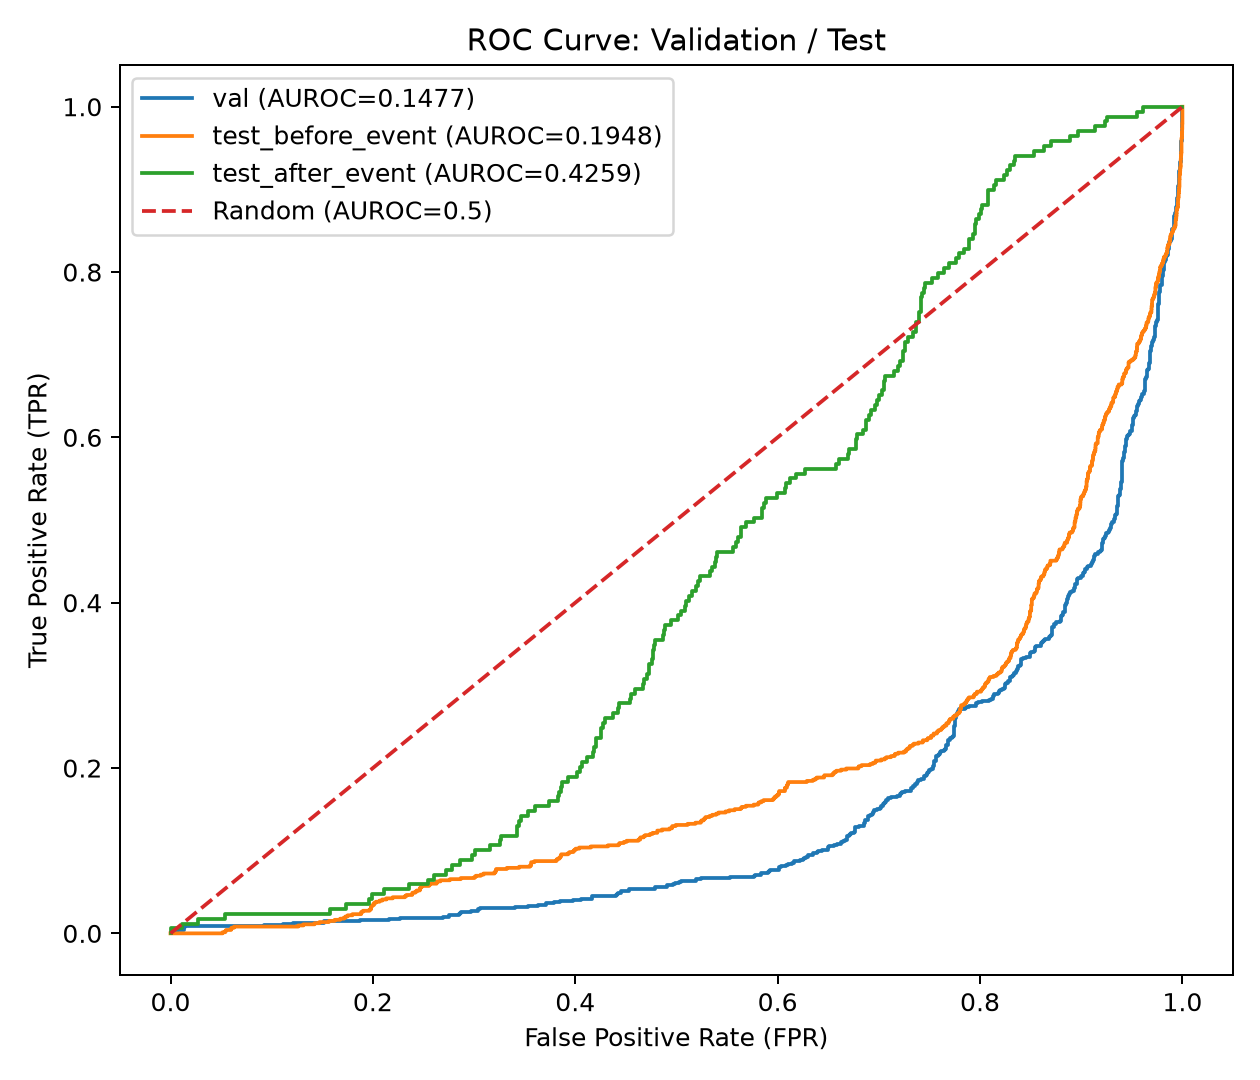 ROC Curve: Validation / Test
val (AUROC=0.1477)
test_before_event (AUROC=0.1948)
test_after_event (AUROC=0.4259)
Random (AUROC=0.5)
True Positive Rate (TPR)
1.0
0.8
0.6
0.4
0.2
0.0
0.0 0.2 0.4 0.6 0.8 1.0
False Positive Rate (FPR)